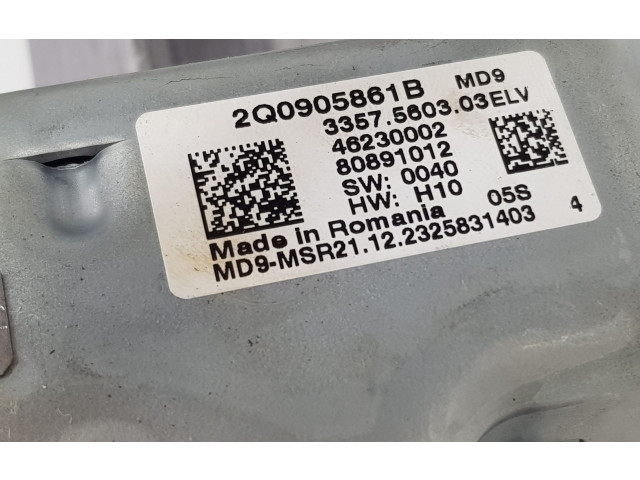 2Q0905861B MD9
3357.5603.03ELV
46230002
80891012
SW: 0040
HW: H10 05S
Made in Romania
MD9-MSR21.12.2325831403 4